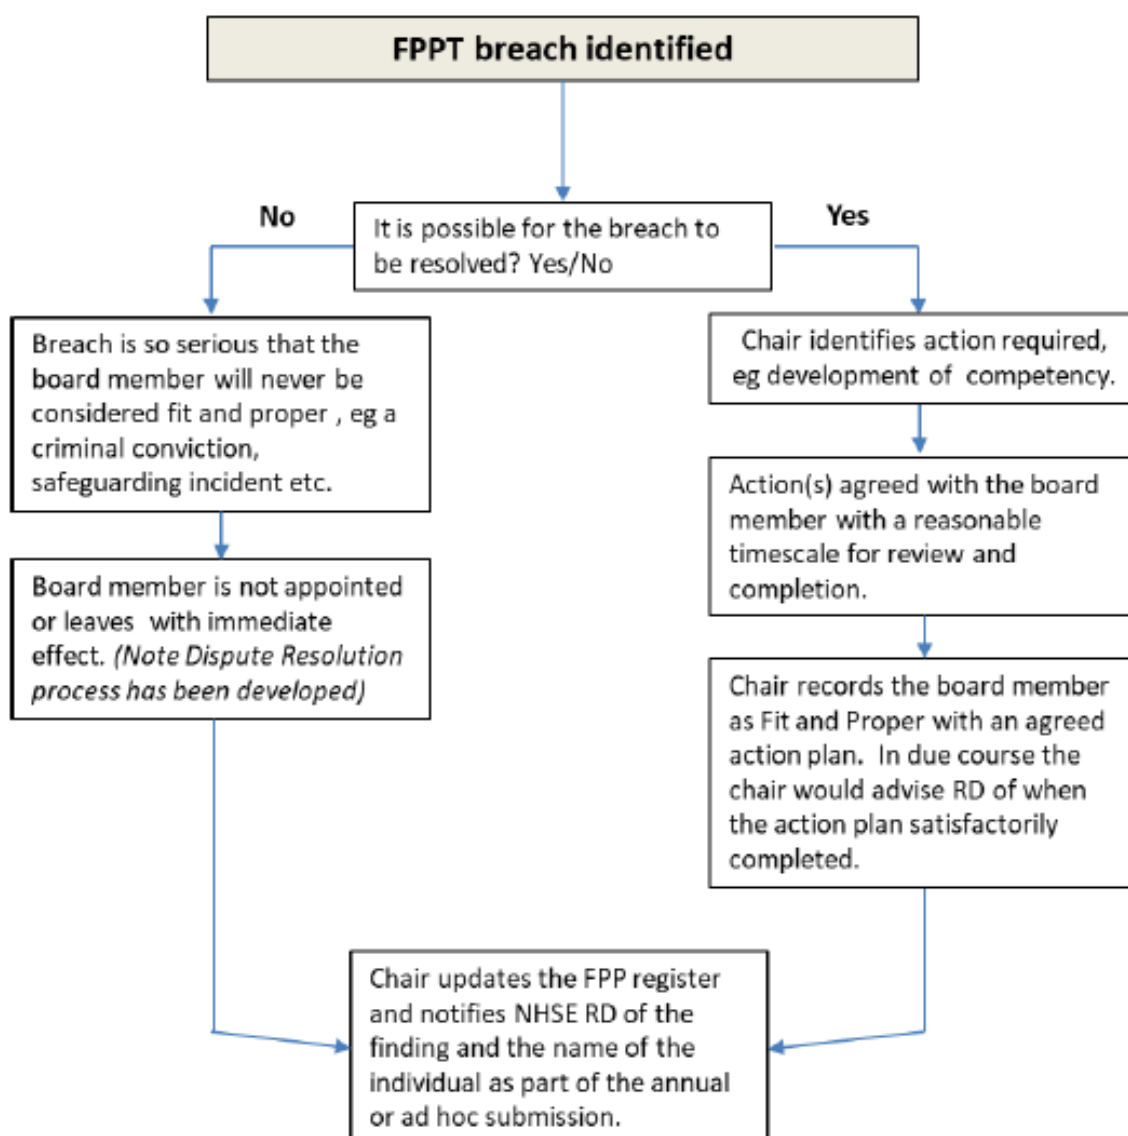 FPPT breach identified
No
It is possible for the breach to
be resolved? Yes/No
Yes
Breach is so serious that the
board member will never be
considered fit and proper , eg a
criminal conviction,
safeguarding incident etc.
Board member is not appointed
or leaves with immediate
effect. (Note Dispute Resolution
process has been developed)
Chair identifies action required,
eg development of competency.
Action(s) agreed with the board
member with a reasonable
timescale for review and
completion.
Chair records the board member
as Fit and Proper with an agreed
action plan. In due course the
chair would advise RD of when
the action plan satisfactorily
completed.
Chair updates the FPP register
and notifies NHSE RD of the
finding and the name of the
individual as part of the annual
or ad hoc submission.